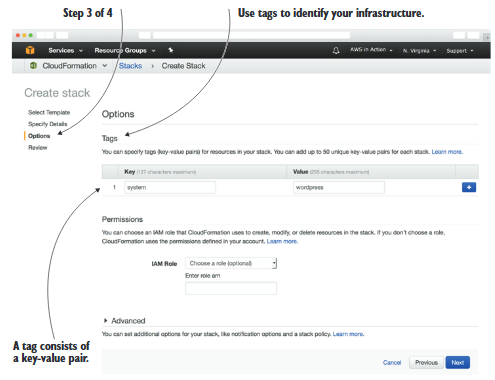 Step 3 of 4
Use tags to identify your infrastructure.
Services
Resource Groups
AWS in Action
N. Virginia
Support
CloudFormation
Stacks
Create Stack
Create stack
Select Template
Specify Details
Options
Review
Options
Tags
You can specify tags (key-value pairs) for resources in your stack. You can add up to 50 unique key-value pairs for each stack. Learn more.
Key (127 characters maximum)
Value (255 characters maximum)
1
system
wordpress
+
Permissions
You can choose an IAM role that CloudFormation uses to create, modify, or delete resources in the stack. If you don't choose a role,
CloudFormation uses the permissions defined in your account. Learn more.
IAM Role
Choose a role (optional)
Enter role arn
Advanced
You can set additional options for your stack, like notification options and a stack policy. Learn more.
A tag consists of
a key-value pair.
Cancel
Previous
Next